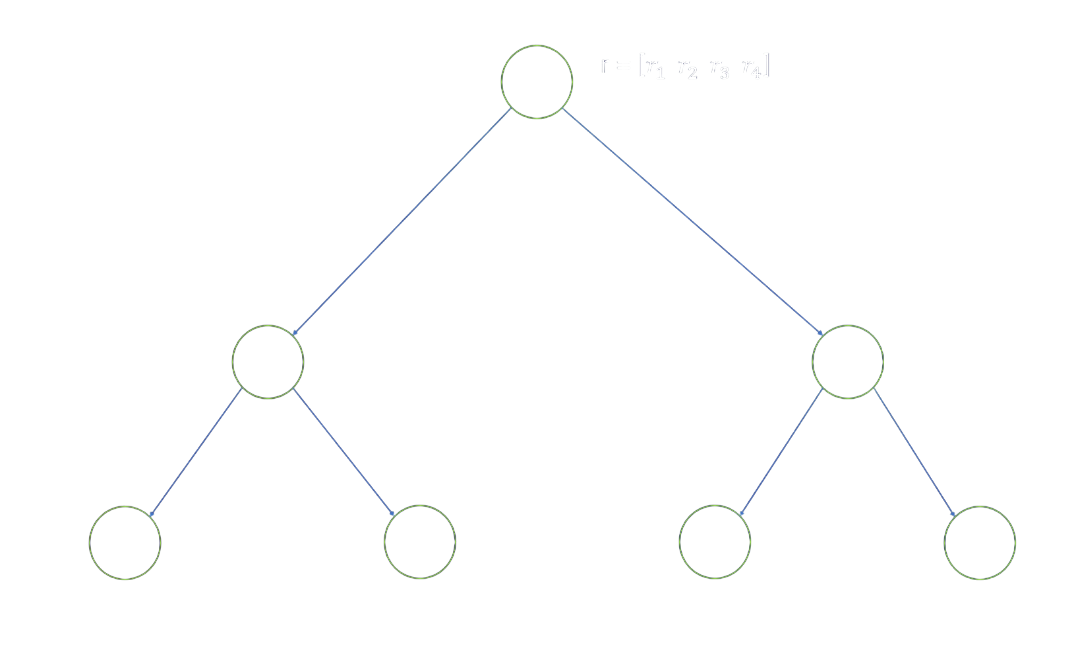 r = [r₁ r₂ r₃ r₄]